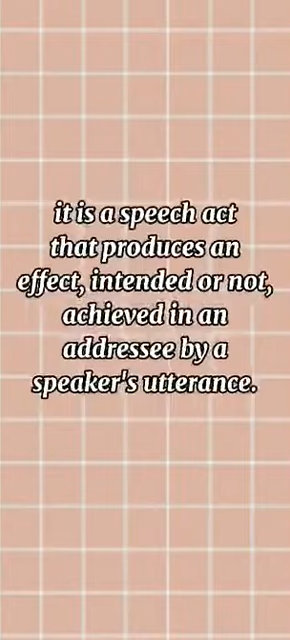 it is a speech act
that produces an
effect, intended or not,
achieved in an
addressee by a
speaker's utterance.